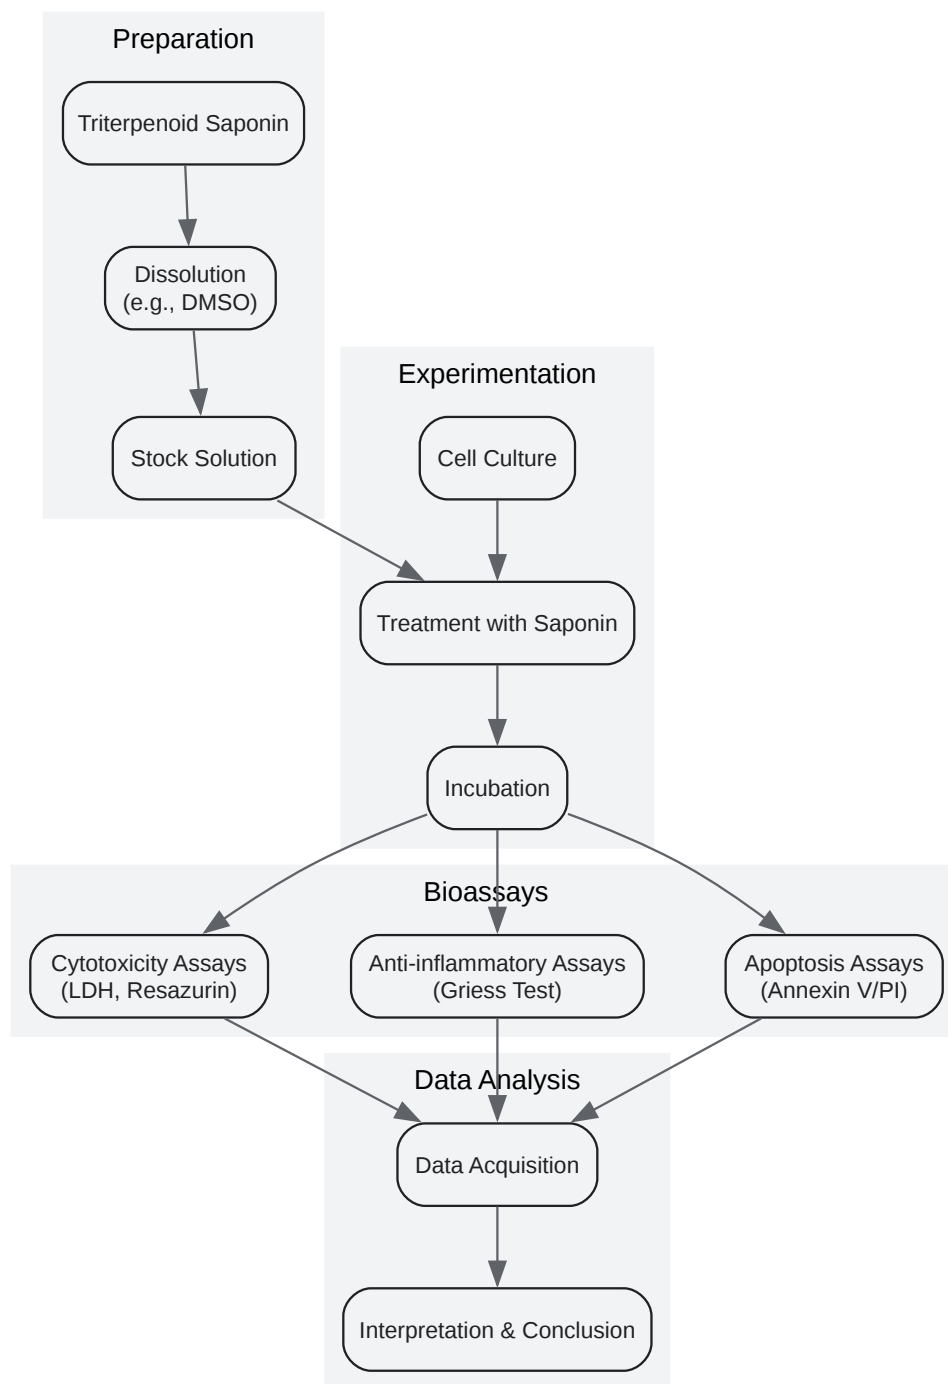 Preparation
Triterpenoid Saponin
Dissolution
(e.g., DMSO)
Stock Solution
Experimentation
Cell Culture
Treatment with Saponin
Incubation
Bioassays
Cytotoxicity Assays
(LDH, Resazurin)
Anti-inflammatory Assays
(Griess Test)
Apoptosis Assays
(Annexin V/PI)
Data Analysis
Data Acquisition
Interpretation & Conclusion